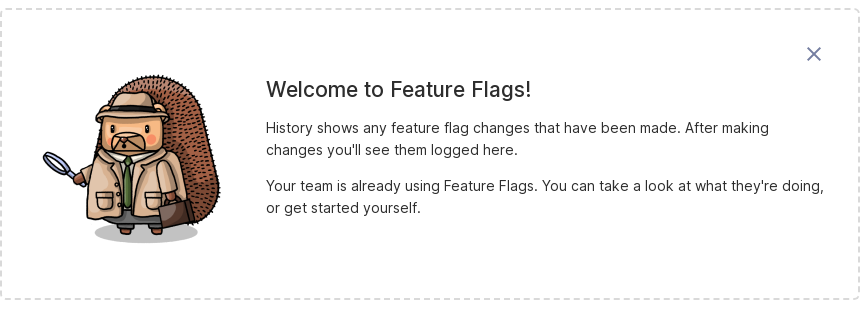 Welcome to Feature Flags!
History shows any feature flag changes that have been made. After making
changes you'll see them logged here.
Your team is already using Feature Flags. You can take a look at what they're doing,
or get started yourself.